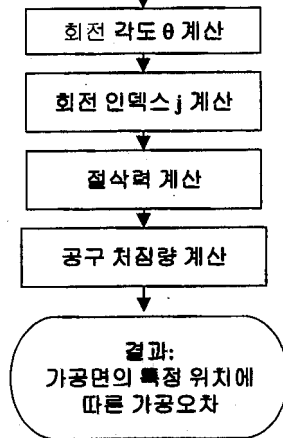 회전 각도 θ 계산
회전 인덱스 j 계산
절삭력 계산
공구 처짐량 계산
결과:
가공면의 특정 위치에
따른 가공오차